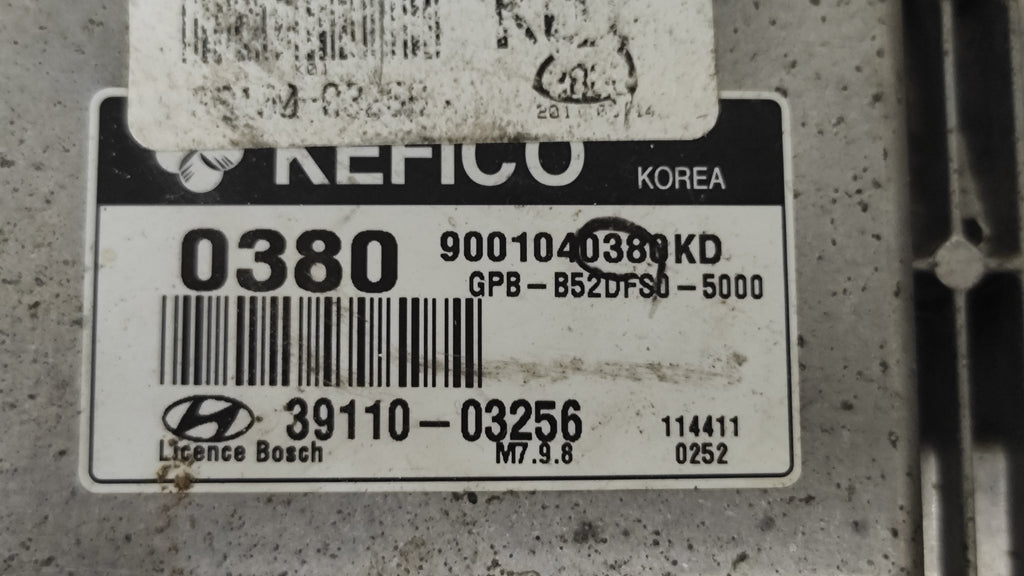 KEFICO KOREA
0380 9001040380KD
GPB-B52DFS0-5000
39110-03256 114411
Licence Bosch M7.9.8 0252